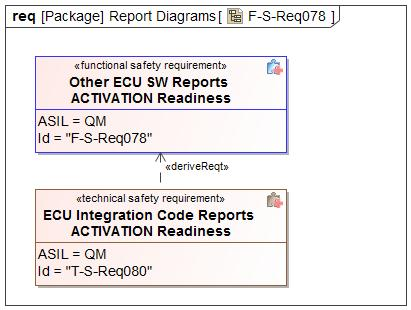 req [Package] Report Diagrams[ F-S-Req078 ]
«functional safety requirement»
Other ECU SW Reports
ACTIVATION Readiness
ASIL = QM
Id = "F-S-Req078"
«deriveReqt»
«technical safety requirement»
ECU Integration Code Reports
ACTIVATION Readiness
ASIL = QM
Id = "T-S-Req080"